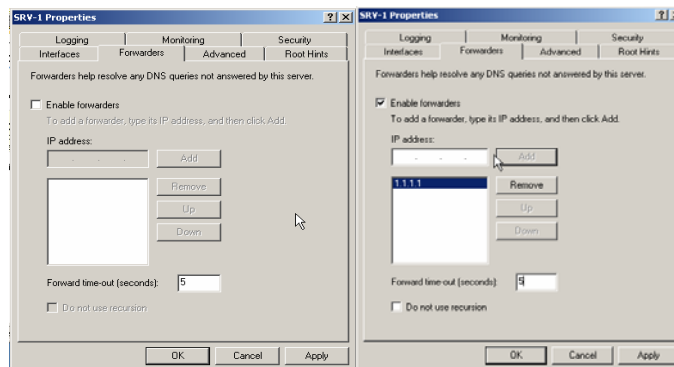 SRV-1 Properties
Logging Monitoring Security
Interfaces Forwarders Advanced Root Hints
Forwarders help resolve any DNS queries not answered by this server.
Enable forwarders
To add a forwarder, type its IP address, and then click Add.
IP address:
Add
Remove
Up
Down
Forward time-out (seconds): 5
Do not use recursion
OK Cancel Apply
SRV-1 Properties
Logging Monitoring Security
Interfaces Forwarders Advanced Root Hints
Forwarders help resolve any DNS queries not answered by this server.
Enable forwarders
To add a forwarder, type its IP address, and then click Add.
IP address:
Add
1.1.1.1
Remove
Up
Down
Forward time-out (seconds): 5
Do not use recursion
OK Cancel Apply